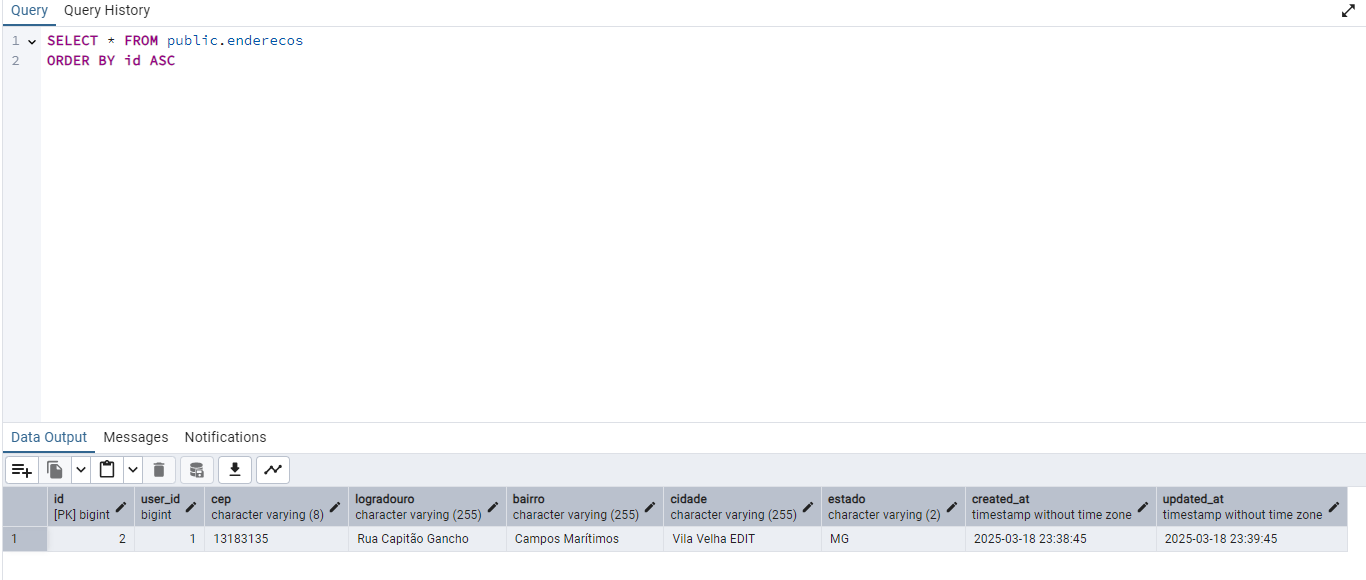 Query Query History
1 SELECT * FROM public.enderecos
2 ORDER BY id ASC
Data Output Messages Notifications
id user_id cep logradouro bairro cidade estado created_at updated_at
[PK] bigint bigint character varying (8) character varying (255) character varying (255) character varying (255) character varying (2) timestamp without time zone timestamp without time zone
1 2 1 13183135 Rua Capitão Gancho Campos Marítimos Vila Velha EDIT MG 2025-03-18 23:38:45 2025-03-18 23:39:45